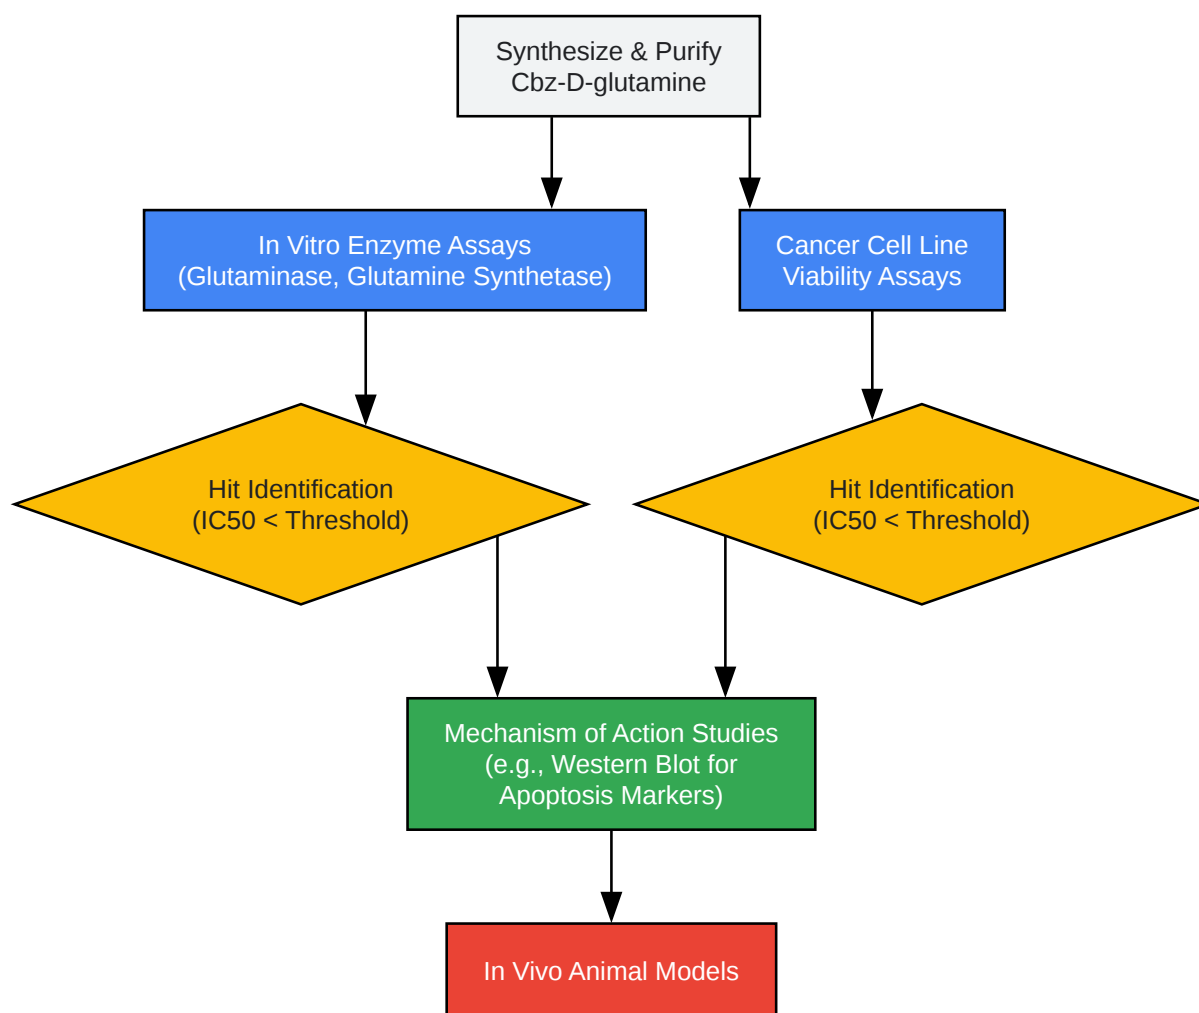 Synthesize & Purify
Cbz-D-glutamine
In Vitro Enzyme Assays
(Glutaminase, Glutamine Synthetase)
Cancer Cell Line
Viability Assays
Hit Identification
(IC50 < Threshold)
Hit Identification
(IC50 < Threshold)
Mechanism of Action Studies
(e.g., Western Blot for
Apoptosis Markers)
In Vivo Animal Models